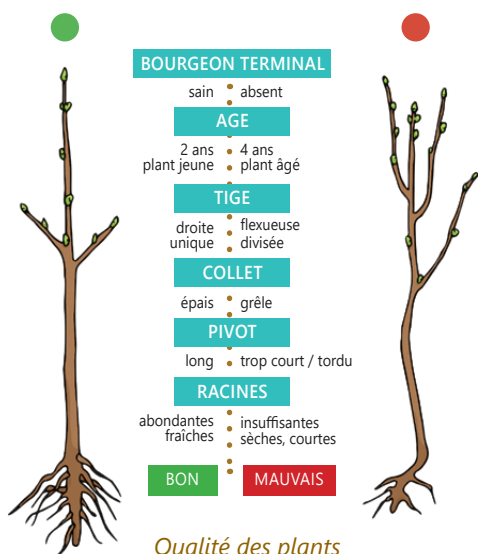 BOURGEON TERMINAL
sain absent
AGE
2 ans 4 ans
plant jeune plant âgé
TIGE
droite flexueuse
unique divisée
COLLET
épais grêle
PIVOT
long trop court / tordu
RACINES
abondantes insuffisantes
fraîches sèches, courtes
BON MAUVAIS
Qualité des plants